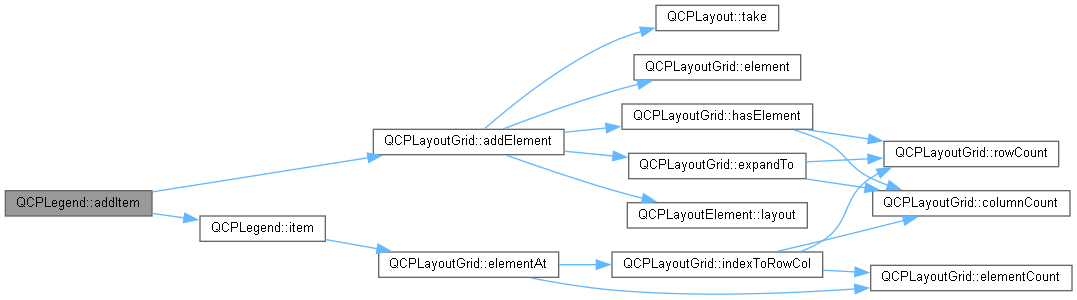 QCPLayout::take
QCPLayoutGrid::element
QCPLayoutGrid::hasElement
QCPLayoutGrid::addElement
QCPLayoutGrid::rowCount
QCPLayoutGrid::expandTo
QCPLegend::addItem
QCPLayoutGrid::columnCount
QCPLayoutElement::layout
QCPLegend::item
QCPLayoutGrid::elementAt
QCPLayoutGrid::indexToRowCol
QCPLayoutGrid::elementCount